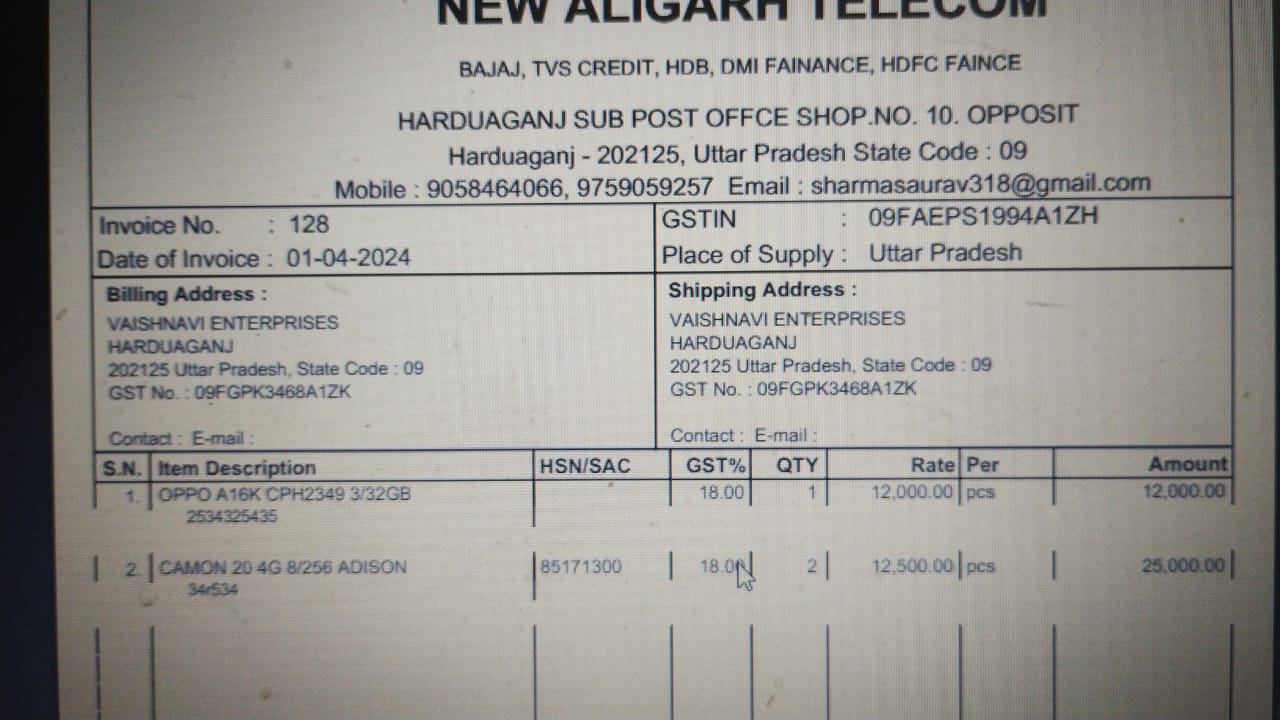 NEW ALIGARH TELECOM
BAJAJ, TVS CREDIT, HDB, DMI FAINANCE, HDFC FAINCE
HARDUAGANJ SUB POST OFFCE SHOP.NO. 10. OPPOSIT
Harduaganj - 202125, Uttar Pradesh State Code : 09
Mobile : 9058464066, 9759059257 Email : sharmasaurav318@gmail.com
Invoice No. : 128
Date of Invoice : 01-04-2024
GSTIN : 09FAEPS1994A1ZH
Place of Supply : Uttar Pradesh
Billing Address :
VAISHNAVI ENTERPRISES
HARDUAGANJ
202125 Uttar Pradesh, State Code : 09
GST No. : 09FGPK3468A1ZK
Contact : E-mail :
Shipping Address :
VAISHNAVI ENTERPRISES
HARDUAGANJ
202125 Uttar Pradesh, State Code : 09
GST No. : 09FGPK3468A1ZK
Contact : E-mail :
S.N. Item Description HSN/SAC GST% QTY Rate Per Amount
1. OPPO A16K CPH2349 3/32GB 18.00 1 12,000.00 pcs 12,000.00
2534325435
2 CAMON 20 4G 8/256 ADISON 85171300 18.00 2 12,500.00 pcs 25,000.00
34r534